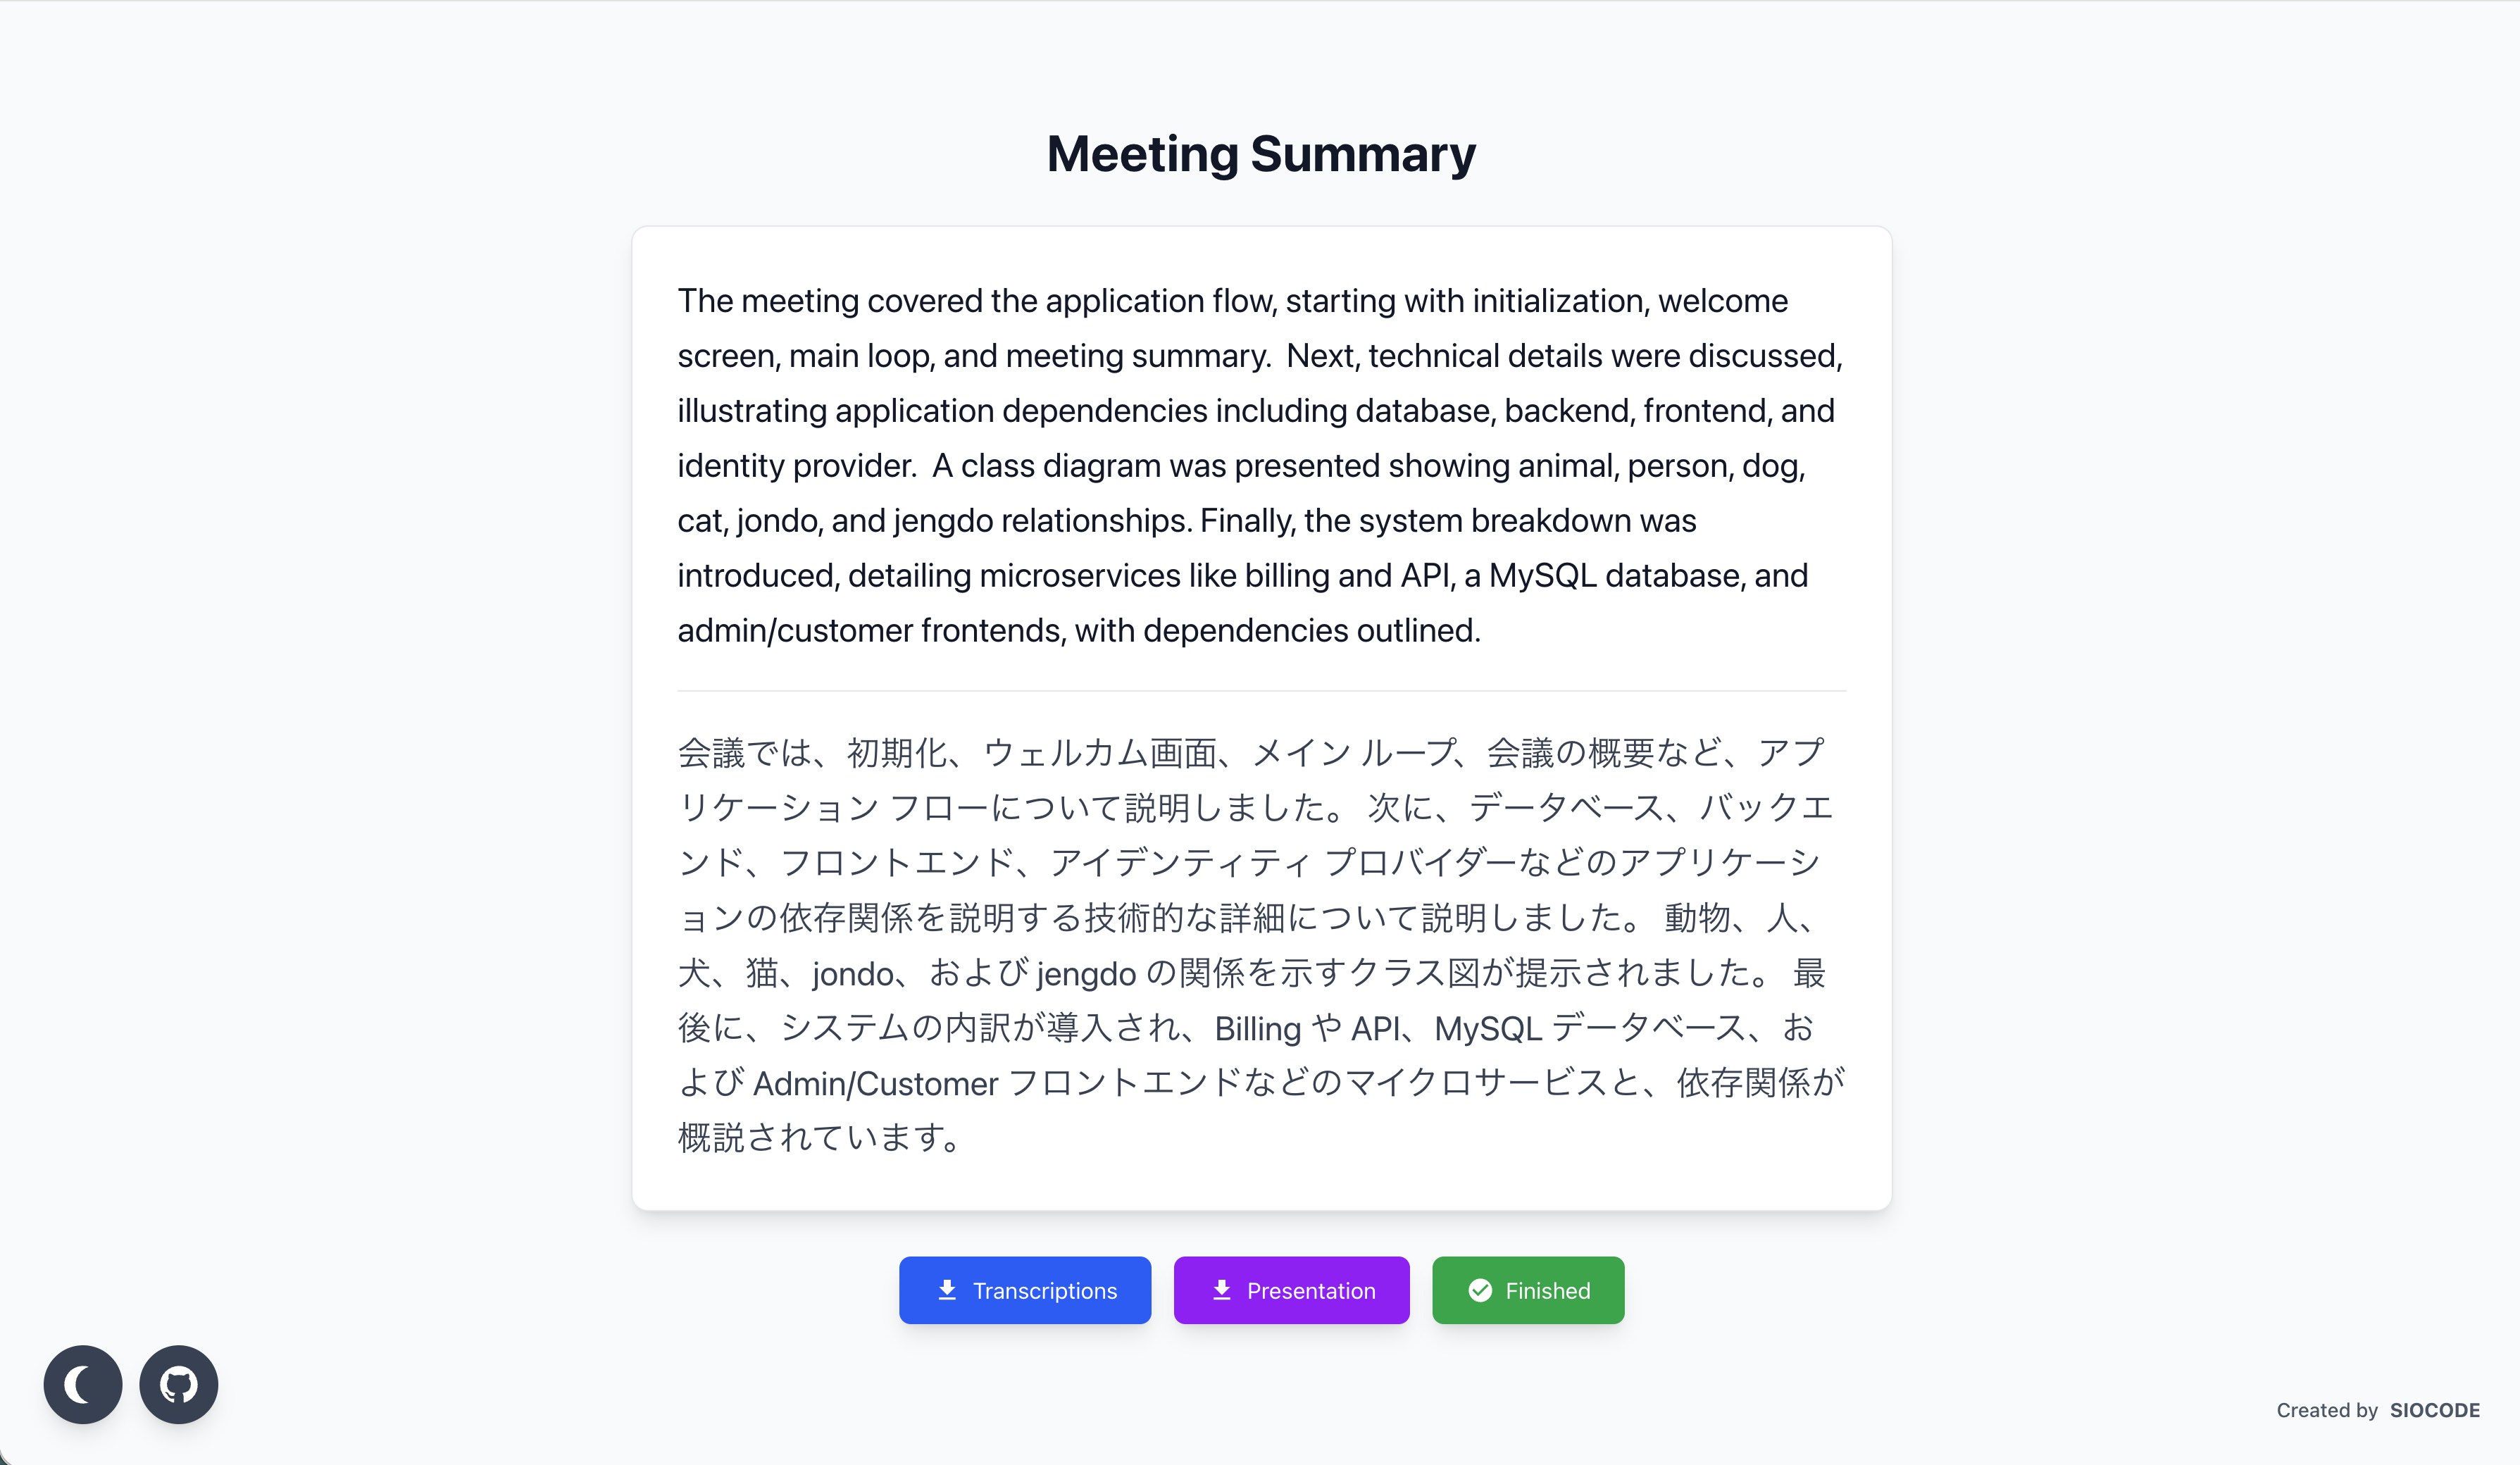 Meeting Summary
The meeting covered the application flow, starting with initialization, welcome
screen, main loop, and meeting summary.  Next, technical details were discussed,
illustrating application dependencies including database, backend, frontend, and
identity provider.  A class diagram was presented showing animal, person, dog,
cat, jondo, and jengdo relationships. Finally, the system breakdown was
introduced, detailing microservices like billing and API, a MySQL database, and
admin/customer frontends, with dependencies outlined.
会議では、初期化、ウェルカム画面、メイン ループ、会議の概要など、アプ
リケーション フローについて説明しました。 次に、データベース、バックエ
ンド、フロントエンド、アイデンティティ プロバイダーなどのアプリケーシ
ョンの依存関係を説明する技術的な詳細について説明しました。 動物、人、
犬、猫、jondo、および jengdo の関係を示すクラス図が提示されました。 最
後に、システムの内訳が導入され、Billing や API、MySQL データベース、お
よび Admin/Customer フロントエンドなどのマイクロサービスと、依存関係が
概説されています。
Transcriptions
Presentation
Finished
Created by SIOCODE